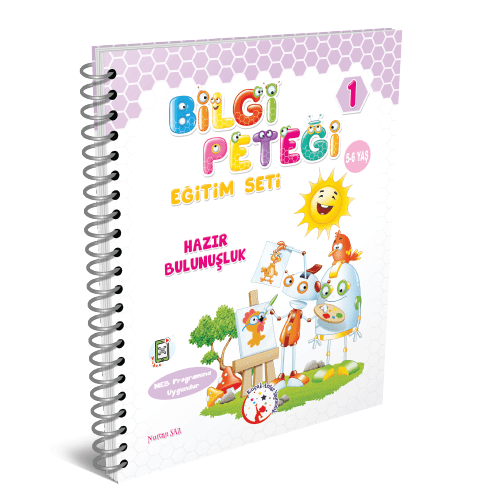 1
BİLGİ
PETEĞİ
5-6 YAŞ
EĞİTİM SETİ
HAZIR
BULUNUŞLUK
MEB Programına
Uygundur